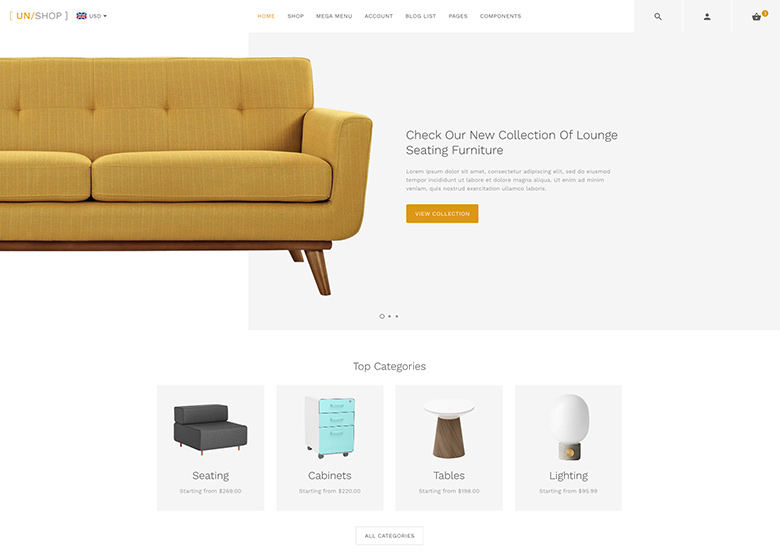 [ UN/SHOP ] USD HOME SHOP MEGA MENU ACCOUNT BLOG LIST PAGES COMPONENTS
Check Our New Collection Of Lounge
Seating Furniture
Lorem ipsum dolor sit amet, consectetur adipiscing elit, sed do eiusmod
tempor incididunt ut labore et dolore magna aliqua. Ut enim ad minim
veniam, quis nostrud exercitation ullamco laboris.
VIEW COLLECTION
Top Categories
Seating
Starting from $269.00
Cabinets
Starting from $220.00
Tables
Starting from $198.00
Lighting
Starting from $95.99
ALL CATEGORIES